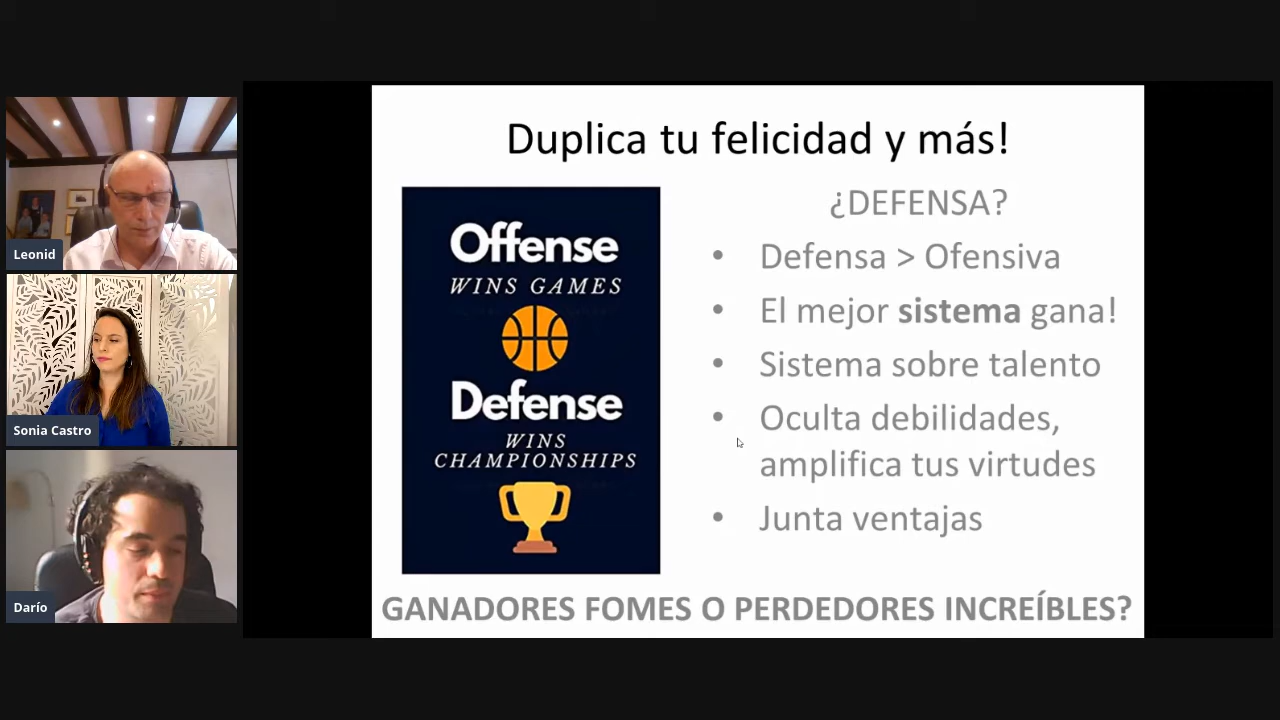 Leonid
Sonia Castro
Darío
Duplica tu felicidad y más!
Offense
WINS GAMES
Defense
WINS
CHAMPIONSHIPS
¿DEFENSA?
• Defensa > Ofensiva
• El mejor sistema gana!
• Sistema sobre talento
• Oculta debilidades,
amplifica tus virtudes
• Junta ventajas
GANADORES FOMES O PERDEDORES INCREÍBLES?